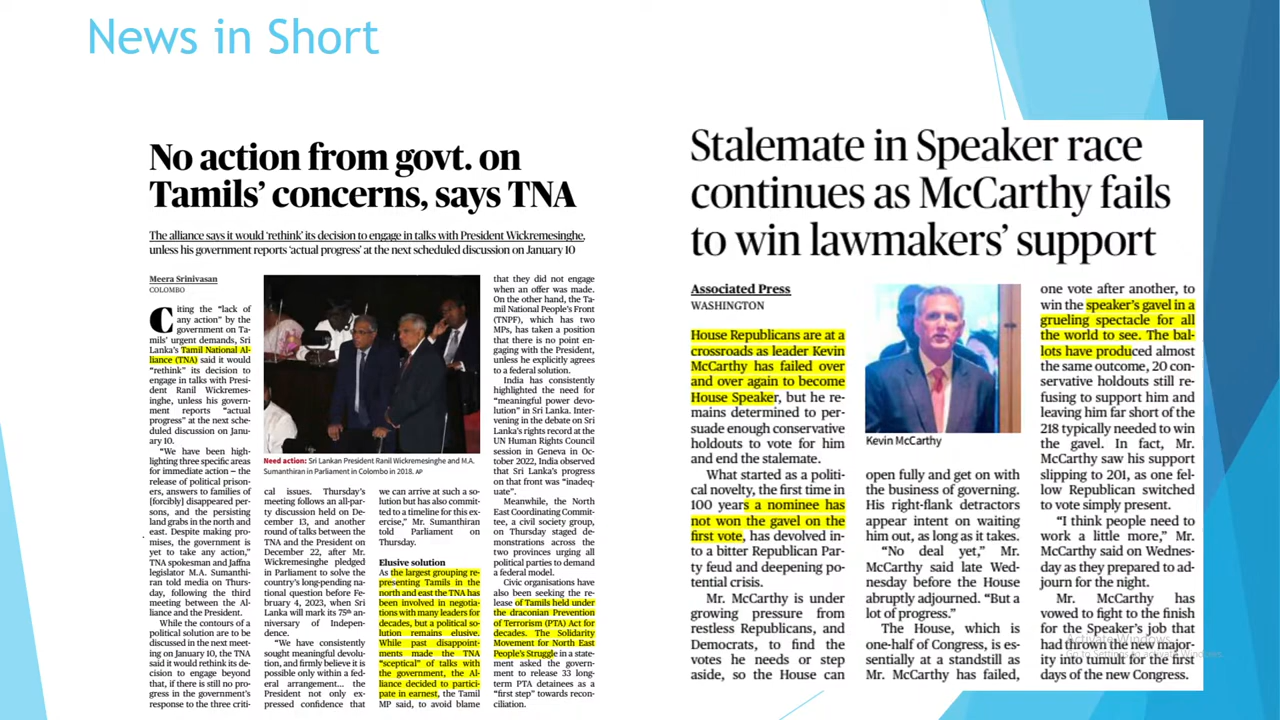 News in Short
No action from govt. on
Tamils’ concerns, says TNA
The alliance says it would ‘rethink’ its decision to engage in talks with President Wickremesinghe,
unless his government reports ‘actual progress’ at the next scheduled discussion on January 10
Meera Srinivasan
COLOMBO
Citing the “lack of
any action” by the
government on Ta-
mils’ urgent demands, Sri
Lanka’s Tamil National Al-
liance (TNA) said it would
“rethink” its decision to
engage in talks with Presi-
dent Ranil Wickremes-
inghe, unless his govern-
ment reports “actual
progress” at the next sche-
duled discussion on Janu-
ary 10.
“We have been high-
lighting three specific areas
for immediate action – the
release of political prison-
ers, answers to families of
[forcibly] disappeared per-
sons, and the persisting
land grabs in the north and
east. Despite making pro-
mises, the government is
yet to take any action,”
TNA spokesman and Jaffna
legislator M.A. Sumanthi-
ran told media on Thurs-
day, following the third
meeting between the Al-
liance and the President.
While the contours of a
political solution are to be
discussed in the next meet-
ing on January 10, the TNA
said it would rethink its de-
cision to engage beyond
that, if there is still no pro-
gress in the government’s
response to the three criti-
Need action: Sri Lankan President Ranil Wickremesinghe and M.A.
Sumanthiran in Parliament in Colombo in 2018. AP
cal issues. Thursday’s
meeting follows an all-par-
ty discussion held on
December 13, and another
round of talks between the
TNA and the President on
December 22, after Mr.
Wickremesinghe pledged
in Parliament to solve the
country’s long-pending na-
tional question before Fe-
bruary 4, 2023, when Sri
Lanka will mark its 75th an-
niversary of Indepen-
dence.
“We have consistently
sought meaningful devolu-
tion, and firmly believe it is
possible only within a fed-
eral arrangement... the
President not only ex-
pressed confidence that
we can arrive at such a so-
lution but has also commit-
ted to a timeline for this ex-
ercise,” Mr. Sumanthiran
told Parliament on
Thursday.
Elusive solution
As the largest grouping re-
presenting Tamils in the
north and east the TNA has
been involved in negotia-
tions with many leaders for
decades, but a political so-
lution remains elusive.
While past disappoint-
ments made the TNA
“sceptical” of talks with
the government, the Al-
liance decided to partici-
pate in earnest, the Tamil
MP said, to avoid blame
that they did not engage
when an offer was made.
On the other hand, the Ta-
mil National People’s Front
(TNPF), which has two
MPs, has taken a position
that there is no point en-
gaging with the President,
unless he explicitly agrees
to a federal solution.
India has consistently
highlighted the need for
“meaningful power devo-
lution” in Sri Lanka. Inter-
vening in the debate on Sri
Lanka’s rights record at the
UN Human Rights Council
session in Geneva in Oc-
tober 2022, India observed
that Sri Lanka’s progress
on that front was “inadeq-
uate”.
Meanwhile, the North
East Coordinating Commit-
tee, a civil society group,
on Thursday staged de-
monstrations across the
two provinces urging all
political parties to demand
a federal model.
Civic organisations have
also been seeking the re-
lease of Tamils held under
the draconian Prevention
of Terrorism (PTA) Act for
decades. The Solidarity
Movement for North East
People’s Struggle in a state-
ment asked the govern-
ment to release 33 long-
term PTA detainees as a
“first step” towards recon-
ciliation.
Stalemate in Speaker race
continues as McCarthy fails
to win lawmakers’ support
Associated Press
WASHINGTON
House Republicans are at a
crossroads as leader Kevin
McCarthy has failed over
and over again to become
House Speaker, but he re-
mains determined to per-
suade enough conservative
holdouts to vote for him
and end the stalemate.
What started as a politi-
cal novelty, the first time in
100 years a nominee has
not won the gavel on the
first vote, has devolved in-
to a bitter Republican Par-
ty feud and deepening po-
tential crisis.
Mr. McCarthy is under
growing pressure from
restless Republicans, and
Democrats, to find the
votes he needs or step
aside, so the House can
Kevin McCarthy
open fully and get on with
the business of governing.
His right-flank detractors
appear intent on waiting
him out, as long as it takes.
“No deal yet,” Mr.
McCarthy said late Wed-
nesday before the House
abruptly adjourned. “But a
lot of progress.”
The House, which is
one-half of Congress, is es-
sentially at a standstill as
Mr. McCarthy has failed,
one vote after another, to
win the speaker’s gavel in a
grueling spectacle for all
the world to see. The bal-
lots have produced almost
the same outcome, 20 con-
servative holdouts still re-
fusing to support him and
leaving him far short of the
218 typically needed to win
the gavel. In fact, Mr.
McCarthy saw his support
slipping to 201, as one fel-
low Republican switched
to vote simply present.
“I think people need to
work a little more,” Mr.
McCarthy said on Wednes-
day as they prepared to ad-
journ for the night.
Mr. McCarthy has
vowed to fight to the finish
for the Speaker’s job that
had thrown the new major-
ity into tumult for the first
days of the new Congress.
Activate Windows
Go to Settings to activate Windows.